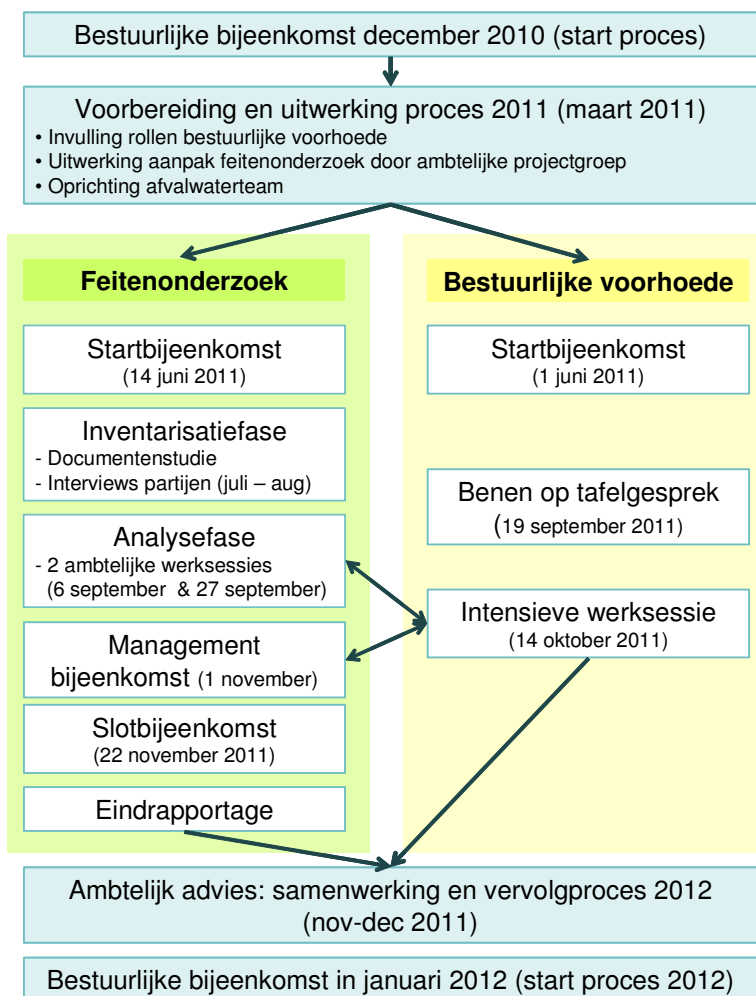 Bestuurlijke bijeenkomst december 2010 (start proces)
Voorbereiding en uitwerking proces 2011 (maart 2011)
• Invulling rollen bestuurlijke voorhoede
• Uitwerking aanpak feitenonderzoek door ambtelijke projectgroep
• Oprichting afvalwaterteam
Feitenonderzoek
Startbijeenkomst
(14 juni 2011)
Inventarisatiefase
- Documentenstudie
- Interviews partijen (juli – aug)
Analysefase
- 2 ambtelijke werksessies
(6 september & 27 september)
Management
bijeenkomst (1 november)
Slotbijeenkomst
(22 november 2011)
Eindrapportage
Bestuurlijke voorhoede
Startbijeenkomst
(1 juni 2011)
Benen op tafelgesprek
(19 september 2011)
Intensieve werksessie
(14 oktober 2011)
Ambtelijk advies: samenwerking en vervolgproces 2012
(nov-dec 2011)
Bestuurlijke bijeenkomst in januari 2012 (start proces 2012)